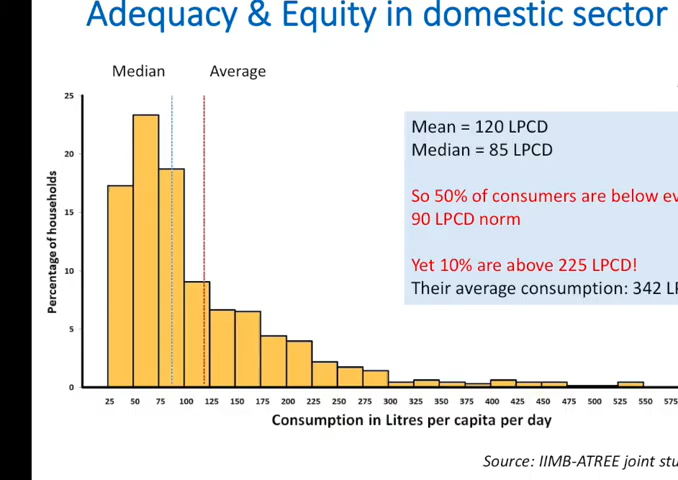 Adequacy & Equity in domestic sector
Median
Average
Mean = 120 LPCD
Median = 85 LPCD
So 50% of consumers are below
90 LPCD norm
Yet 10% are above 225 LPCD!
Their average consumption: 342
Percentage of households
25
20
15
10
5
0
25 50 75 100 125 150 175 200 225 250 275 300 325 350 375 400 425 450 475 500 525 550 575
Consumption in Litres per capita per day
Source: IIMB-ATREE joint